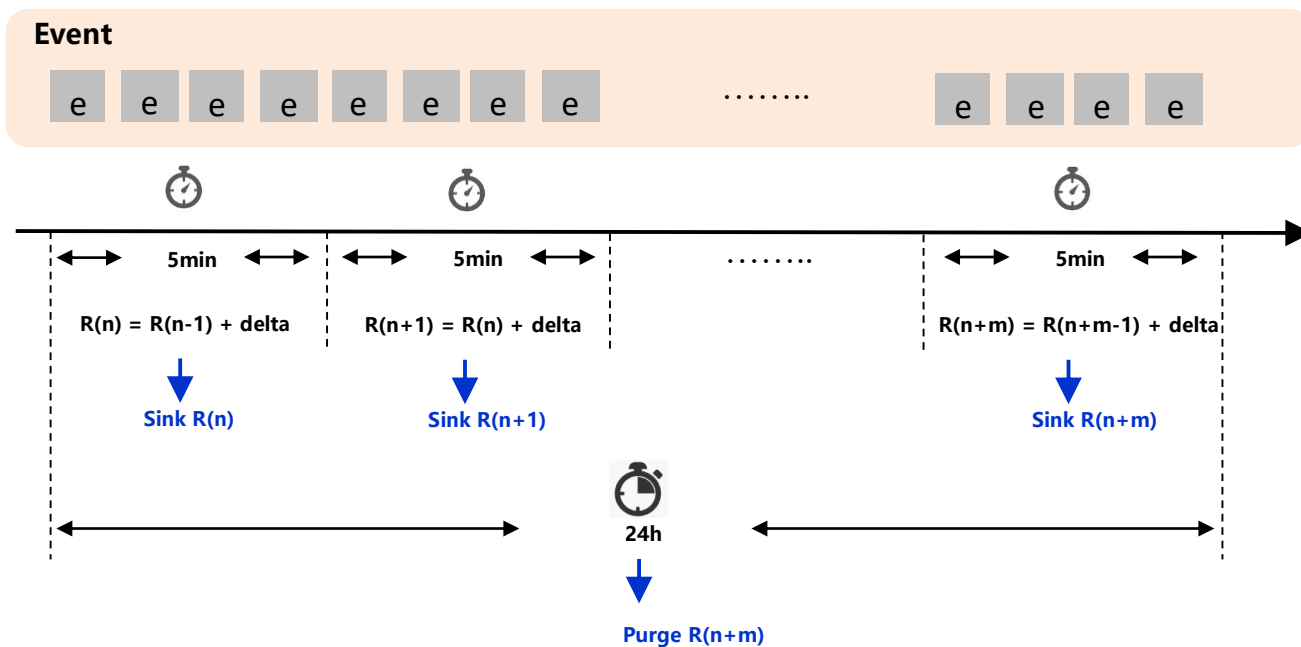 Event
e e e e e e e e ........ e e e e
5min 5min ........ 5min
R(n) = R(n-1) + delta R(n+1) = R(n) + delta R(n+m) = R(n+m-1) + delta
Sink R(n) Sink R(n+1) Sink R(n+m)
24h
Purge R(n+m)